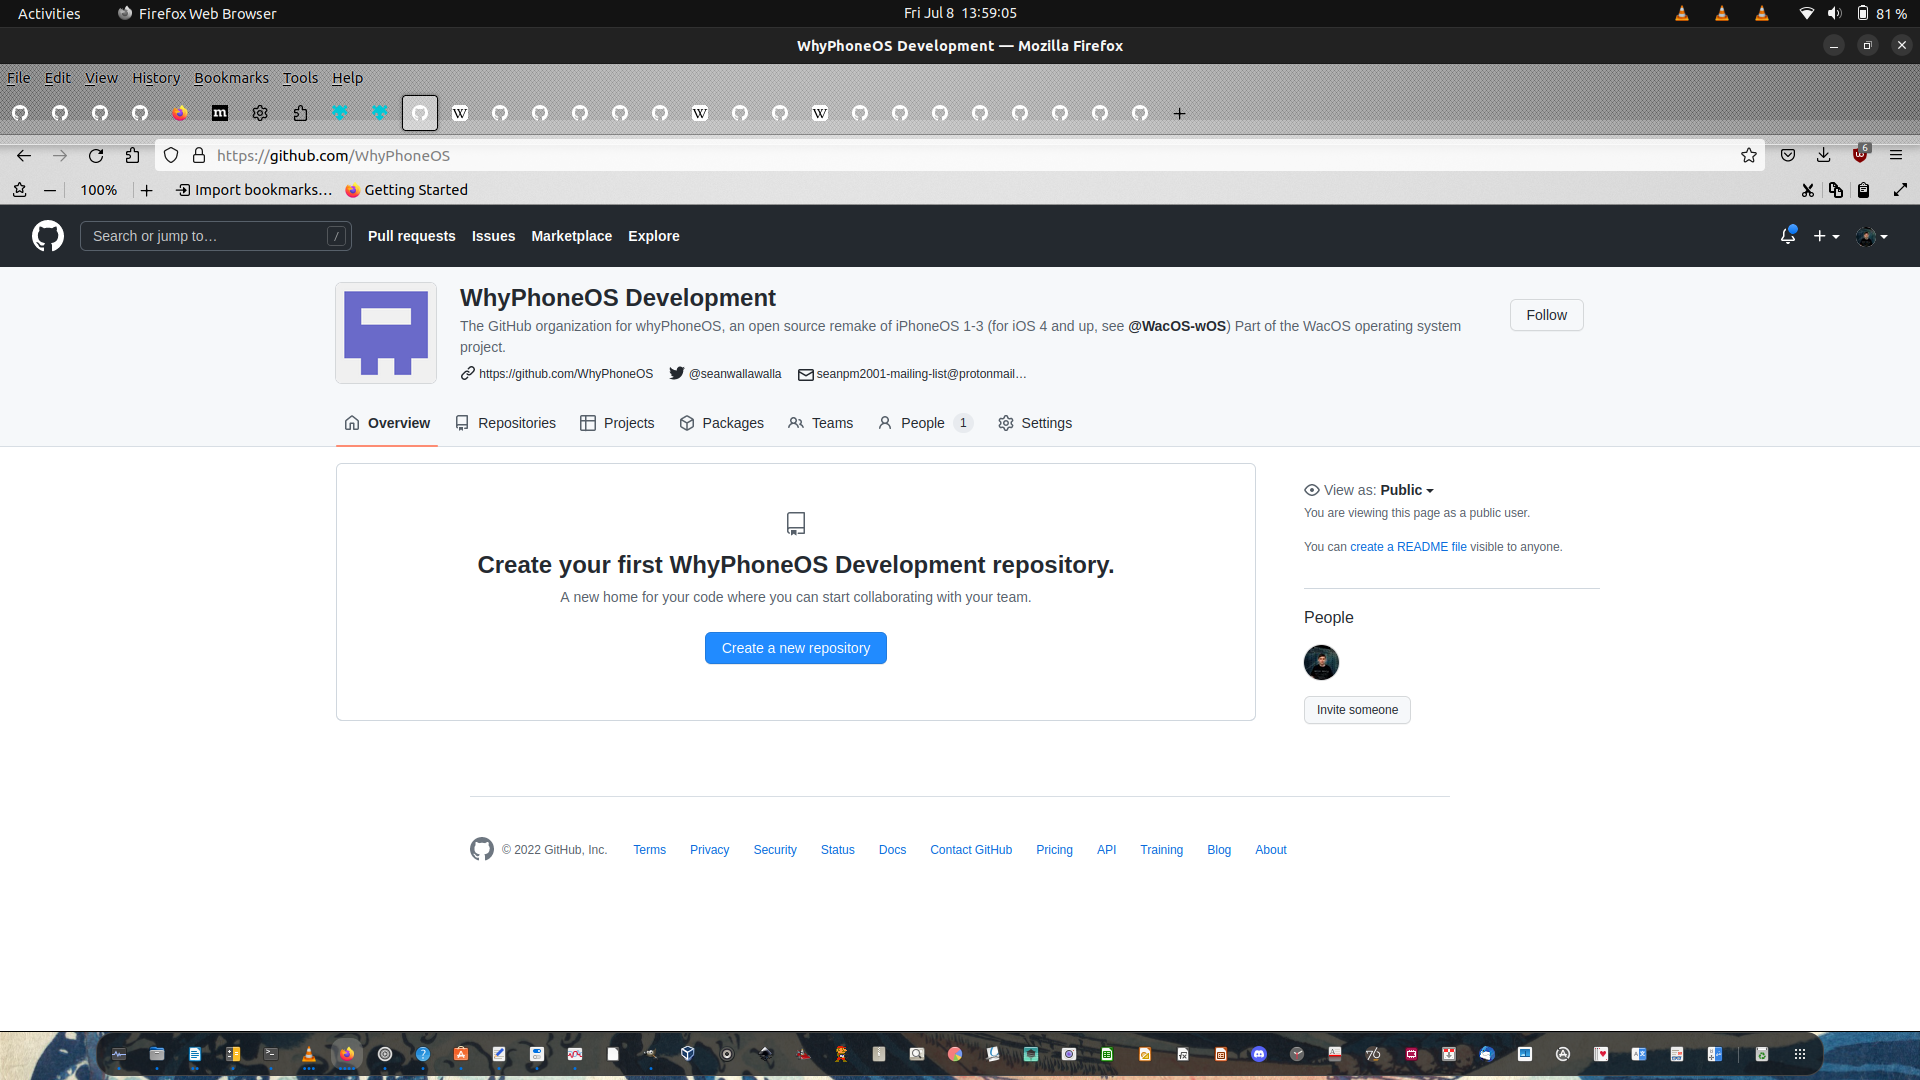 Activities
Firefox Web Browser
Fri Jul 8 13:59:05
81 %
WhyPhoneOS Development — Mozilla Firefox
File Edit View History Bookmarks Tools Help
https://github.com/WhyPhoneOS
6
100%
Import bookmarks…
Getting Started
Search or jump to…
/
Pull requests
Issues
Marketplace
Explore
WhyPhoneOS Development
The GitHub organization for whyPhoneOS, an open source remake of iPhoneOS 1-3 (for iOS 4 and up, see @WacOS-wOS) Part of the WacOS operating system
project.
Follow
https://github.com/WhyPhoneOS
@seanwallawalla
seanpm2001-mailing-list@protonmail…
Overview
Repositories
Projects
Packages
Teams
People 1
Settings
Create your first WhyPhoneOS Development repository.
A new home for your code where you can start collaborating with your team.
Create a new repository
View as: Public
You are viewing this page as a public user.
You can create a README file visible to anyone.
People
Invite someone
© 2022 GitHub, Inc.
Terms
Privacy
Security
Status
Docs
Contact GitHub
Pricing
API
Training
Blog
About